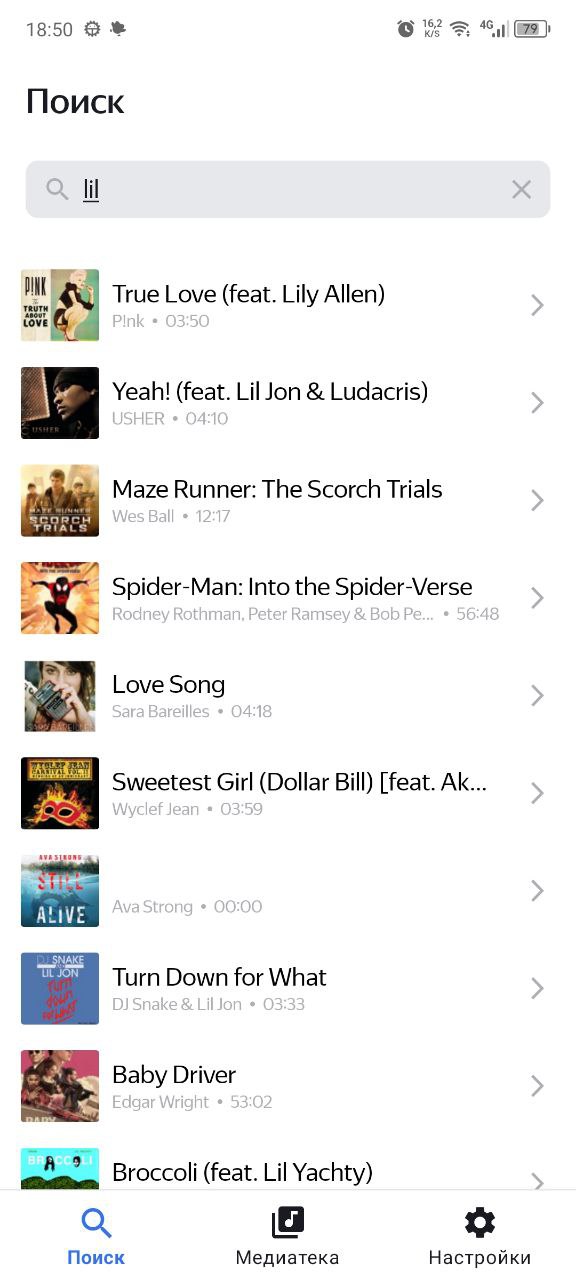 18:50
16,2
K/S
4G
79
Поиск
lil
P!NK
THE
TRUTH
ABOUT
LOVE
True Love (feat. Lily Allen)
P!nk • 03:50
USHER
Yeah! (feat. Lil Jon & Ludacris)
USHER • 04:10
MAZE RUNNER
SCORCH
TRIALS
Maze Runner: The Scorch Trials
Wes Ball • 12:17
Spider-Man: Into the Spider-Verse
Rodney Rothman, Peter Ramsey & Bob Pe... • 56:48
Love Song
Sara Bareilles • 04:18
WYCLEF JEAN
CARNIVAL VOL. II
Sweetest Girl (Dollar Bill) [feat. Ak...
Wyclef Jean • 03:59
AVA STRONG
STILL
ALIVE
Ava Strong • 00:00
DJ SNAKE
LIL JON
TURN
DOWN
FOR WHAT
Turn Down for What
DJ Snake & Lil Jon • 03:33
BABY
Baby Driver
Edgar Wright • 53:02
BROCCOLI
Broccoli (feat. Lil Yachty)
Поиск
Медиатека
Настройки